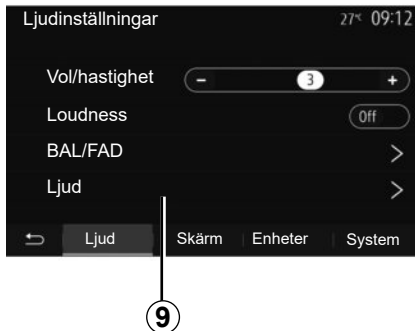 Ljudinställningar 27°C 09:12
Vol/hastighet - 3 +
Loudness Off
BAL/FAD >
Ljud >
Ljud Skärm Enheter System
9